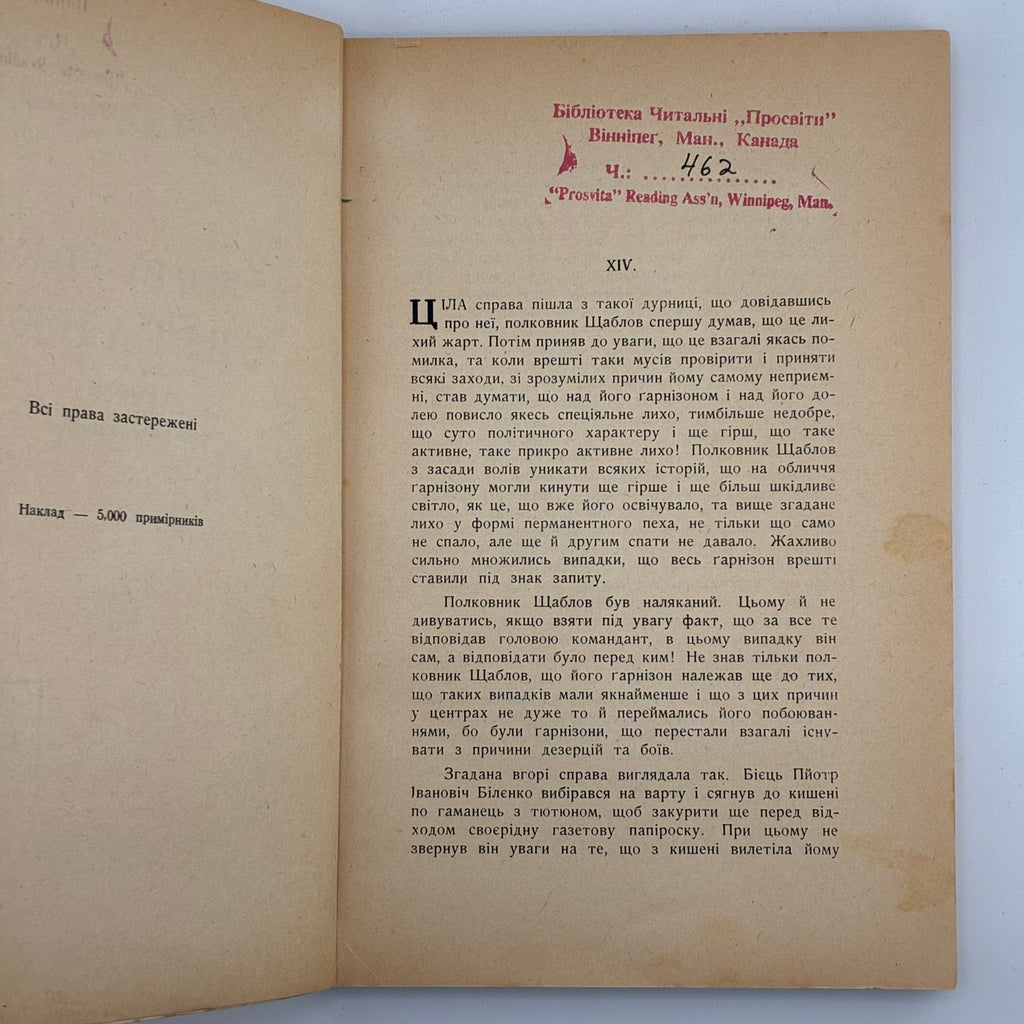 Всі права застережені
Наклад — 5.000 примірників
Бібліотека Читальні „Просвіти”
Вінніпеґ, Ман., Канада
Ч.: .... 462 ....
"Prosvita" Reading Ass'n, Winnipeg, Man.
XIV.
ЦІЛА справа пішла з такої дурниці, що довідавшись
про неї, полковник Щаблов спершу думав, що це ли-
хий жарт. Потім приняв до уваги, що це взагалі якась по-
милка, та коли врешті таки мусів провірити і приняти
всякі заходи, зі зрозумілих причин йому самому неприєм-
ні, став думати, що над його ґарнізоном і над його до-
лею повисло якесь спеціяльне лихо, тимбільше недобре,
що суто політичного характеру і ще гірш, що таке
активне, таке прикро активне лихо! Полковник Щаблов
з засади волів уникати всяких історій, що на обличчя
ґарнізону могли кинути ще гірше і ще більш шкідливе
світло, як це, що вже його освічувало, та вище згадане
лихо у формі перманентного пеха, не тільки що само
не спало, але ще й другим спати не давало. Жахливо
сильно множились випадки, що весь ґарнізон врешті
ставили під знак запиту.
Полковник Щаблов був наляканий. Цьому й не
дивуватись, якщо взяти під увагу факт, що за все те
відповідав головою командант, в цьому випадку він
сам, а відповідати було перед ким! Не знав тільки пол-
ковник Щаблов, що його ґарнізон належав ще до тих,
що таких випадків мали якнайменше і що з цих причин
у центрах не дуже то й переймались його побоюван-
нями, бо були ґарнізони, що перестали взагалі існу-
вати з причини дезерцій та боїв.
Згадана вгорі справа виглядала так. Бієць Пйотр
Івановіч Біленко вибірався на варту і сягнув до кишені
по гаманець з тютюном, щоб закурити ще перед від-
ходом своєрідну газетову папіроску. При цьому не
звернув він уваги на те, що з кишені вилетіла йому